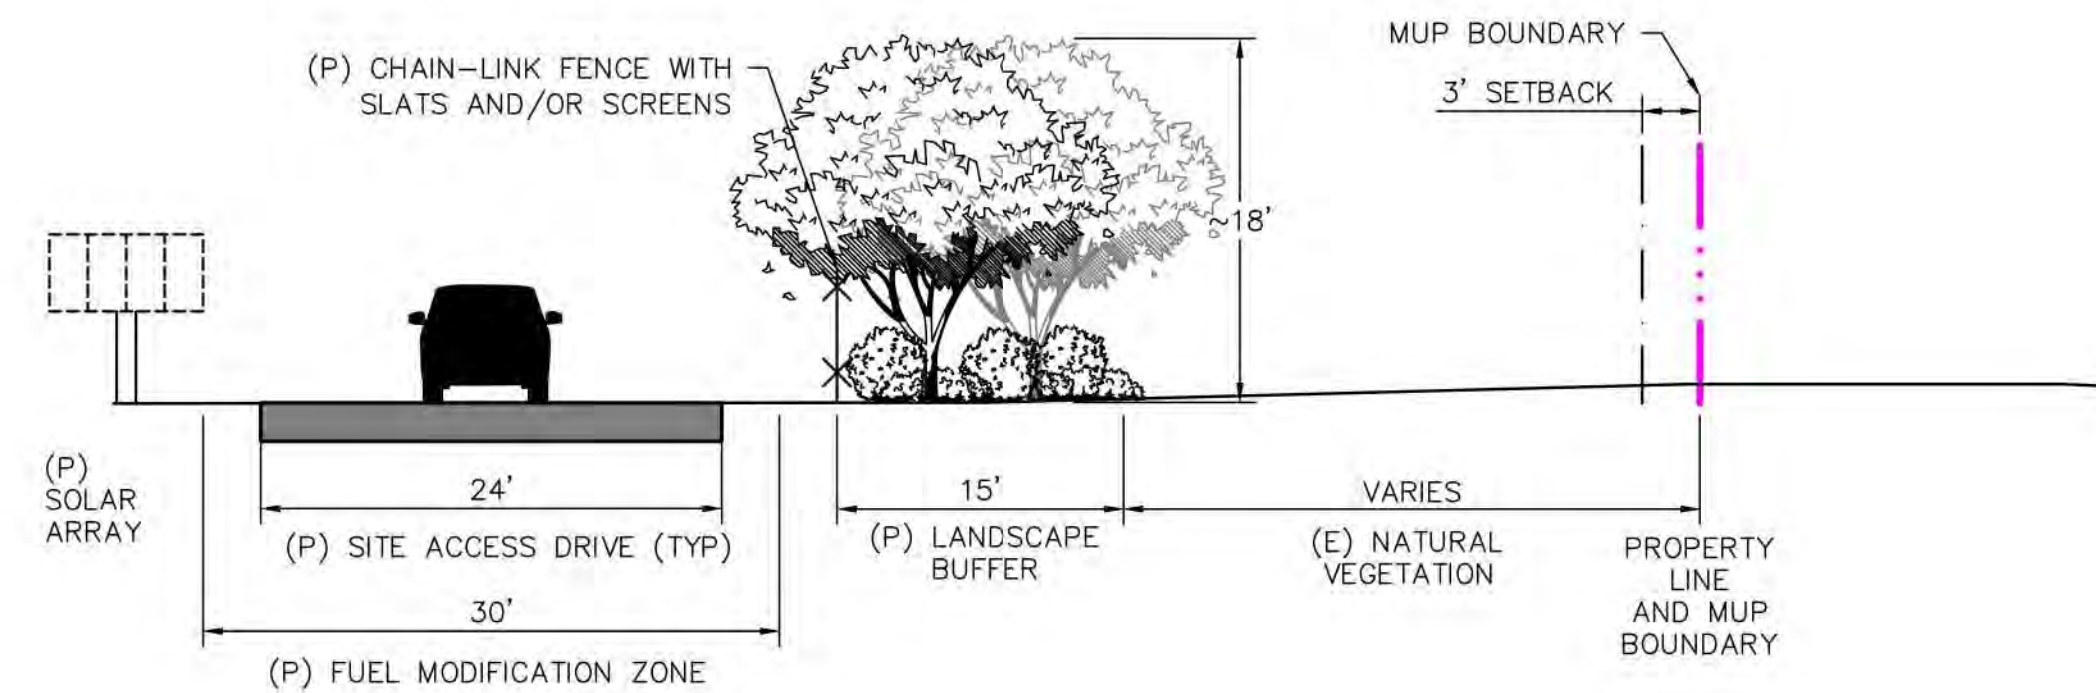 MUP BOUNDARY
(P) CHAIN-LINK FENCE WITH
SLATS AND/OR SCREENS
3' SETBACK
~18'
(P)
SOLAR
ARRAY
24'
(P) SITE ACCESS DRIVE (TYP)
30'
(P) FUEL MODIFICATION ZONE
15'
(P) LANDSCAPE
BUFFER
VARIES
(E) NATURAL
VEGETATION
PROPERTY
LINE
AND MUP
BOUNDARY